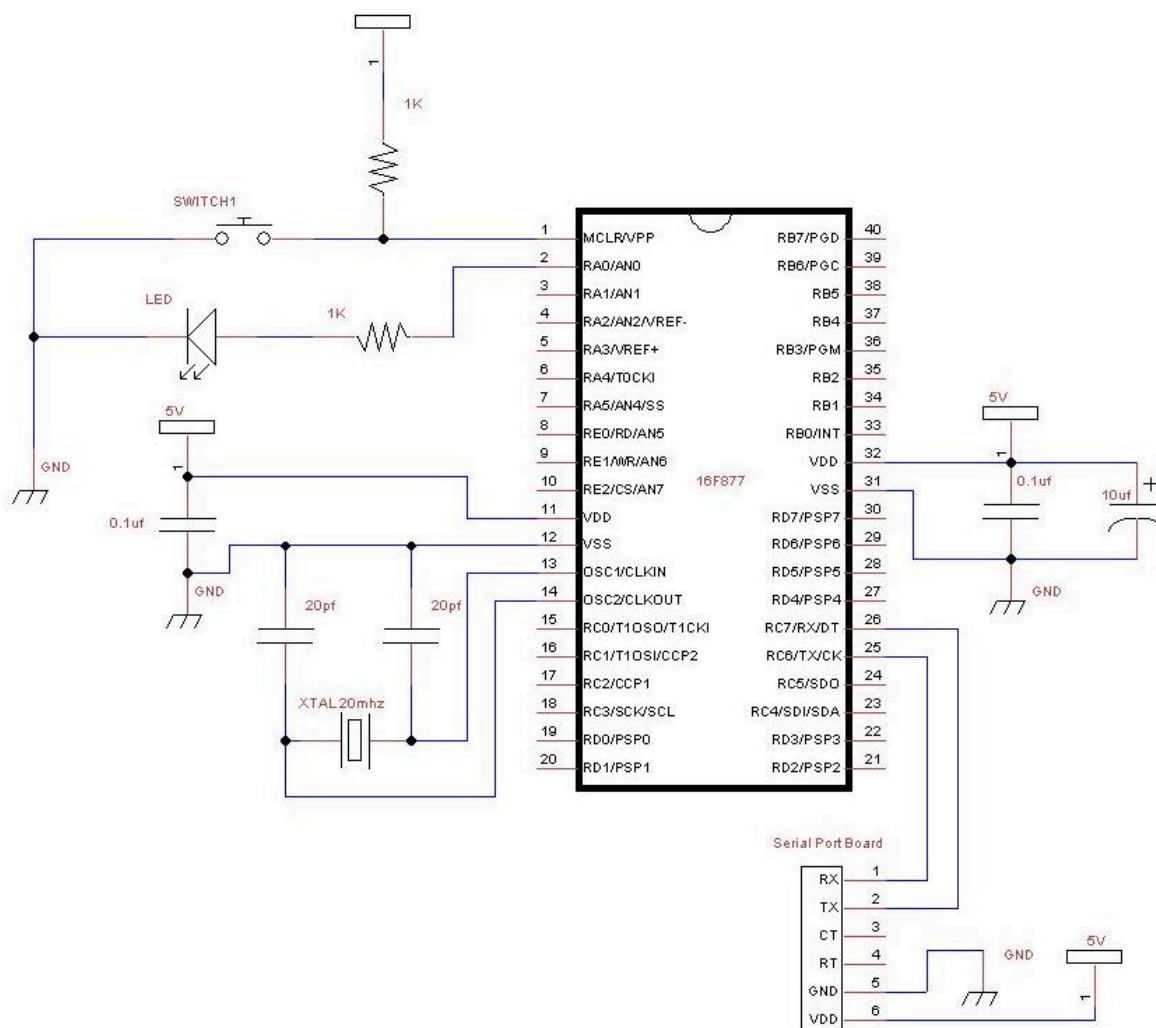 1
1K
SWITCH1
LED
1K
GND
5V
1
0.1uf
GND
20pf
20pf
XTAL20mhz
1 MCLR/VPP
2 RA0/AN0
3 RA1/AN1
4 RA2/AN2/VREF-
5 RA3/VREF+
6 RA4/T0CKI
7 RA5/AN4/SS
8 RE0/RD/AN5
9 RE1/WR/AN6
10 RE2/CS/AN7
11 VDD
12 VSS
13 OSC1/CLKIN
14 OSC2/CLKOUT
15 RC0/T1OSO/T1CKI
16 RC1/T1OSI/CCP2
17 RC2/CCP1
18 RC3/SCK/SCL
19 RD0/PSP0
20 RD1/PSP1
16F877
RB7/PGD 40
RB6/PGC 39
RB5 38
RB4 37
RB3/PGM 36
RB2 35
RB1 34
RB0/INT 33
VDD 32
VSS 31
RD7/PSP7 30
RD6/PSP6 29
RD5/PSP5 28
RD4/PSP4 27
RC7/RX/DT 26
RC6/TX/CK 25
RC5/SDO 24
RC4/SDI/SDA 23
RD3/PSP3 22
RD2/PSP2 21
5V
1
0.1uf
10uf
+
GND
Serial Port Board
RX 1
TX 2
CT 3
RT 4
GND 5
VDD 6
GND
5V
1